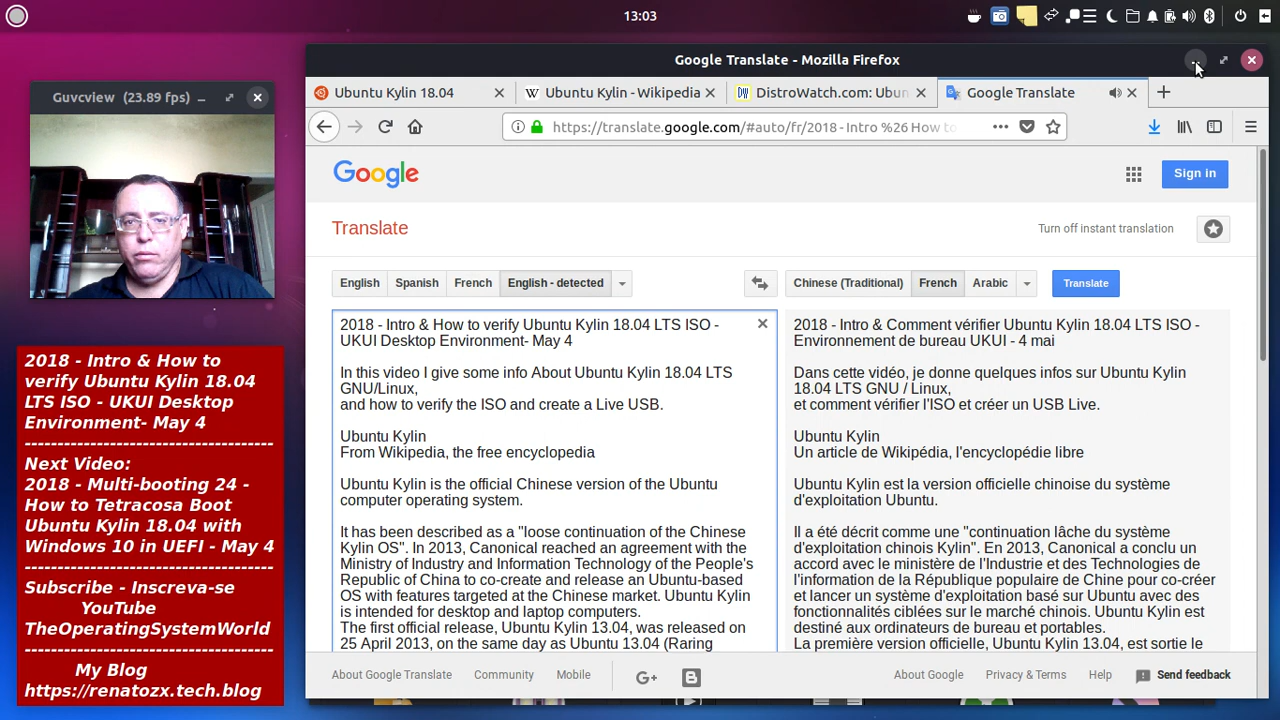 13:03
Guvcview (23.89 fps)
2018 - Intro & How to
verify Ubuntu Kylin 18.04
LTS ISO - UKUI Desktop
Environment- May 4
----------------------------------------
Next Video:
2018 - Multi-booting 24 -
How to Tetracosa Boot
Ubuntu Kylin 18.04 with
Windows 10 in UEFI - May 4
----------------------------------------
Subscribe - Inscreva-se
YouTube
TheOperatingSystemWorld
----------------------------------------
My Blog
https://renatozx.tech.blog
Google Translate - Mozilla Firefox
Ubuntu Kylin 18.04
Ubuntu Kylin - Wikipedia
DistroWatch.com: Ubun
Google Translate
https://translate.google.com/#auto/fr/2018 - Intro %26 How to
Google
Sign in
Translate
Turn off instant translation
English Spanish French English - detected
Chinese (Traditional) French Arabic Translate
2018 - Intro & How to verify Ubuntu Kylin 18.04 LTS ISO -
UKUI Desktop Environment- May 4
In this video I give some info About Ubuntu Kylin 18.04 LTS
GNU/Linux,
and how to verify the ISO and create a Live USB.
Ubuntu Kylin
From Wikipedia, the free encyclopedia
Ubuntu Kylin is the official Chinese version of the Ubuntu
computer operating system.
It has been described as a "loose continuation of the Chinese
Kylin OS". In 2013, Canonical reached an agreement with the
Ministry of Industry and Information Technology of the People's
Republic of China to co-create and release an Ubuntu-based
OS with features targeted at the Chinese market. Ubuntu Kylin
is intended for desktop and laptop computers.
The first official release, Ubuntu Kylin 13.04, was released on
25 April 2013, on the same day as Ubuntu 13.04 (Raring
2018 - Intro & Comment vérifier Ubuntu Kylin 18.04 LTS ISO -
Environnement de bureau UKUI - 4 mai
Dans cette vidéo, je donne quelques infos sur Ubuntu Kylin
18.04 LTS GNU / Linux,
et comment vérifier l'ISO et créer un USB Live.
Ubuntu Kylin
Un article de Wikipédia, l'encyclopédie libre
Ubuntu Kylin est la version officielle chinoise du système
d'exploitation Ubuntu.
Il a été décrit comme une "continuation lâche du système
d'exploitation chinois Kylin". En 2013, Canonical a conclu un
accord avec le ministère de l'Industrie et des Technologies de
l'information de la République populaire de Chine pour co-créer
et lancer un système d'exploitation basé sur Ubuntu avec des
fonctionnalités ciblées sur le marché chinois. Ubuntu Kylin est
destiné aux ordinateurs de bureau et portables.
La première version officielle, Ubuntu Kylin 13.04, est sortie le
About Google Translate Community Mobile G+ B About Google Privacy & Terms Help Send feedback